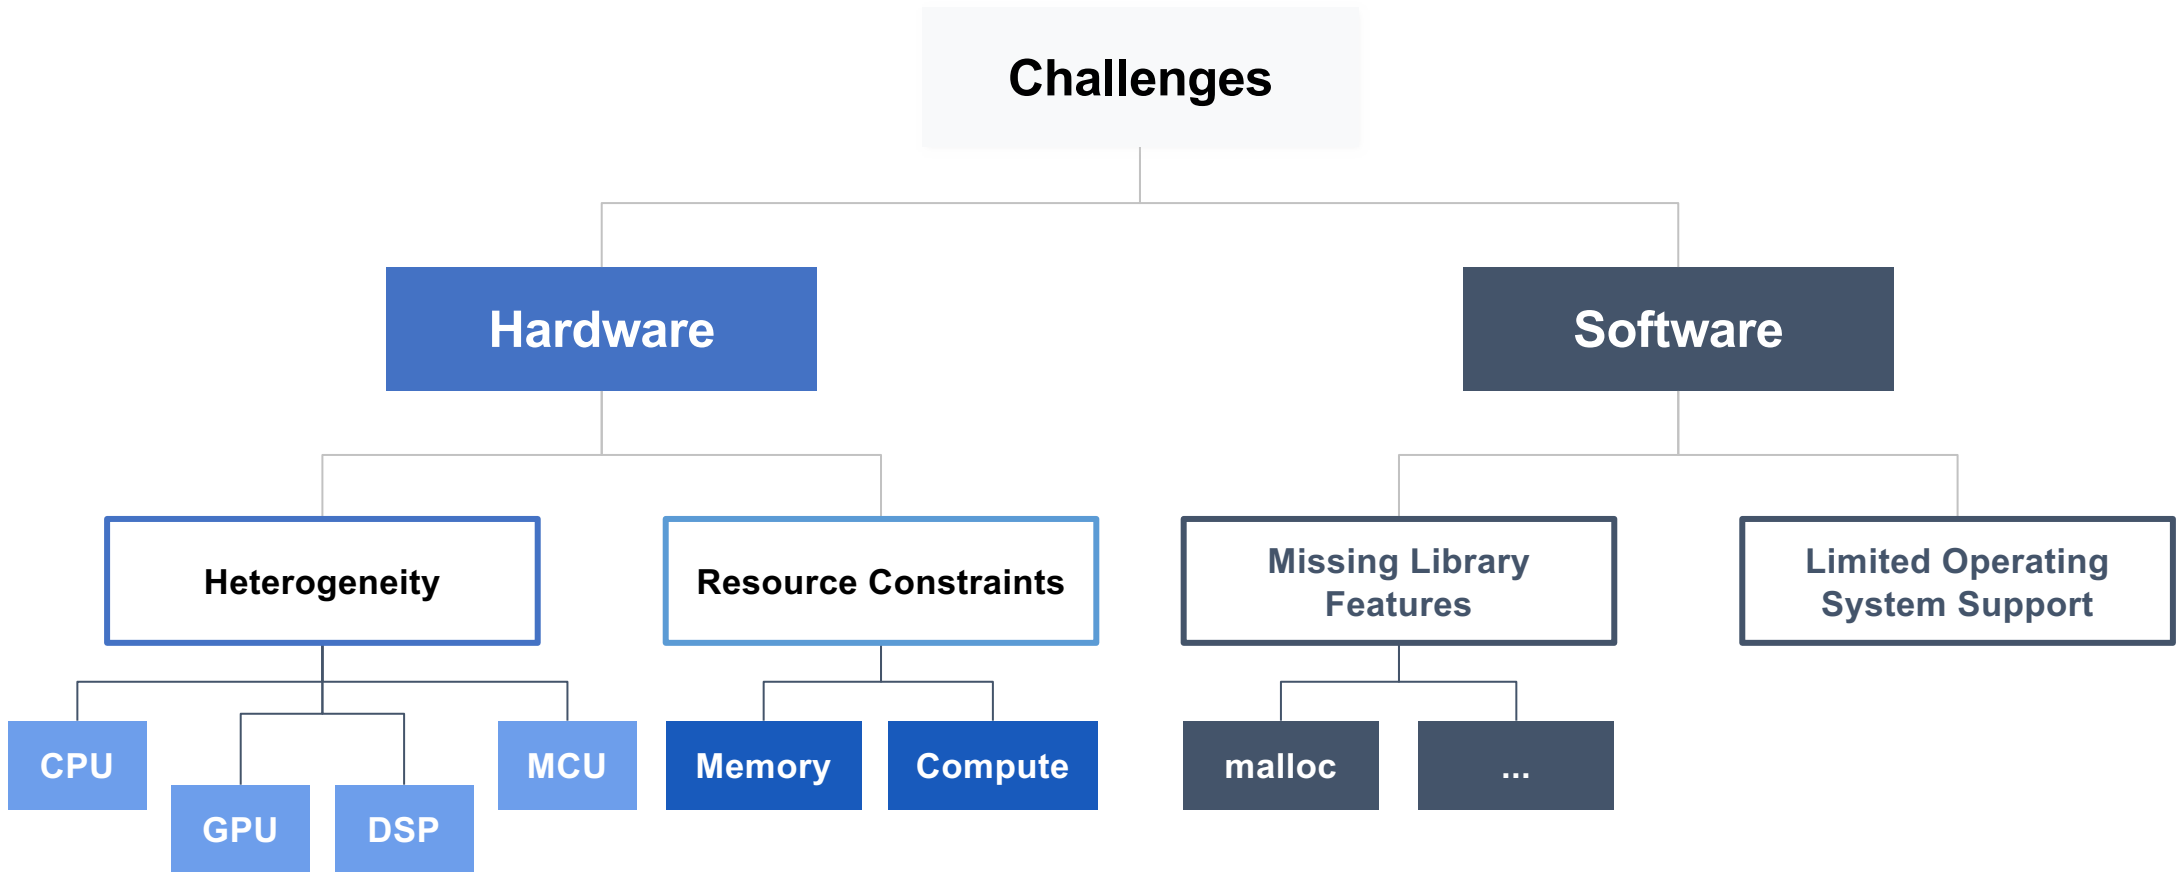 Challenges
Hardware
Software
Heterogeneity
Resource Constraints
Missing Library
Features
Limited Operating
System Support
CPU
GPU
DSP
MCU
Memory
Compute
malloc
...